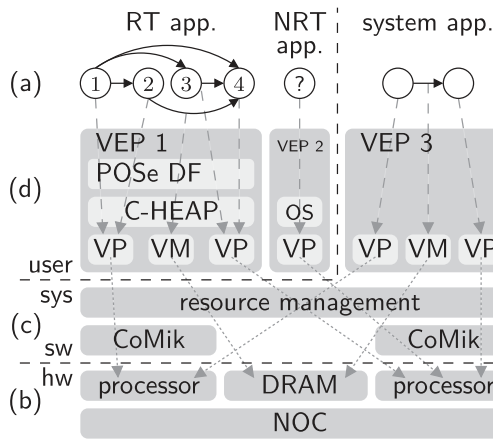 RT app. NRT app. system app.
(a) 1 2 3 4 ?
VEP 1 VEP 2 VEP 3
POSe DF
(d)
C-HEAP OS
VP VM VP VP VP VM VP
user
sys resource management
(c)
CoMik CoMik
sw
hw processor DRAM processor
(b)
NOC